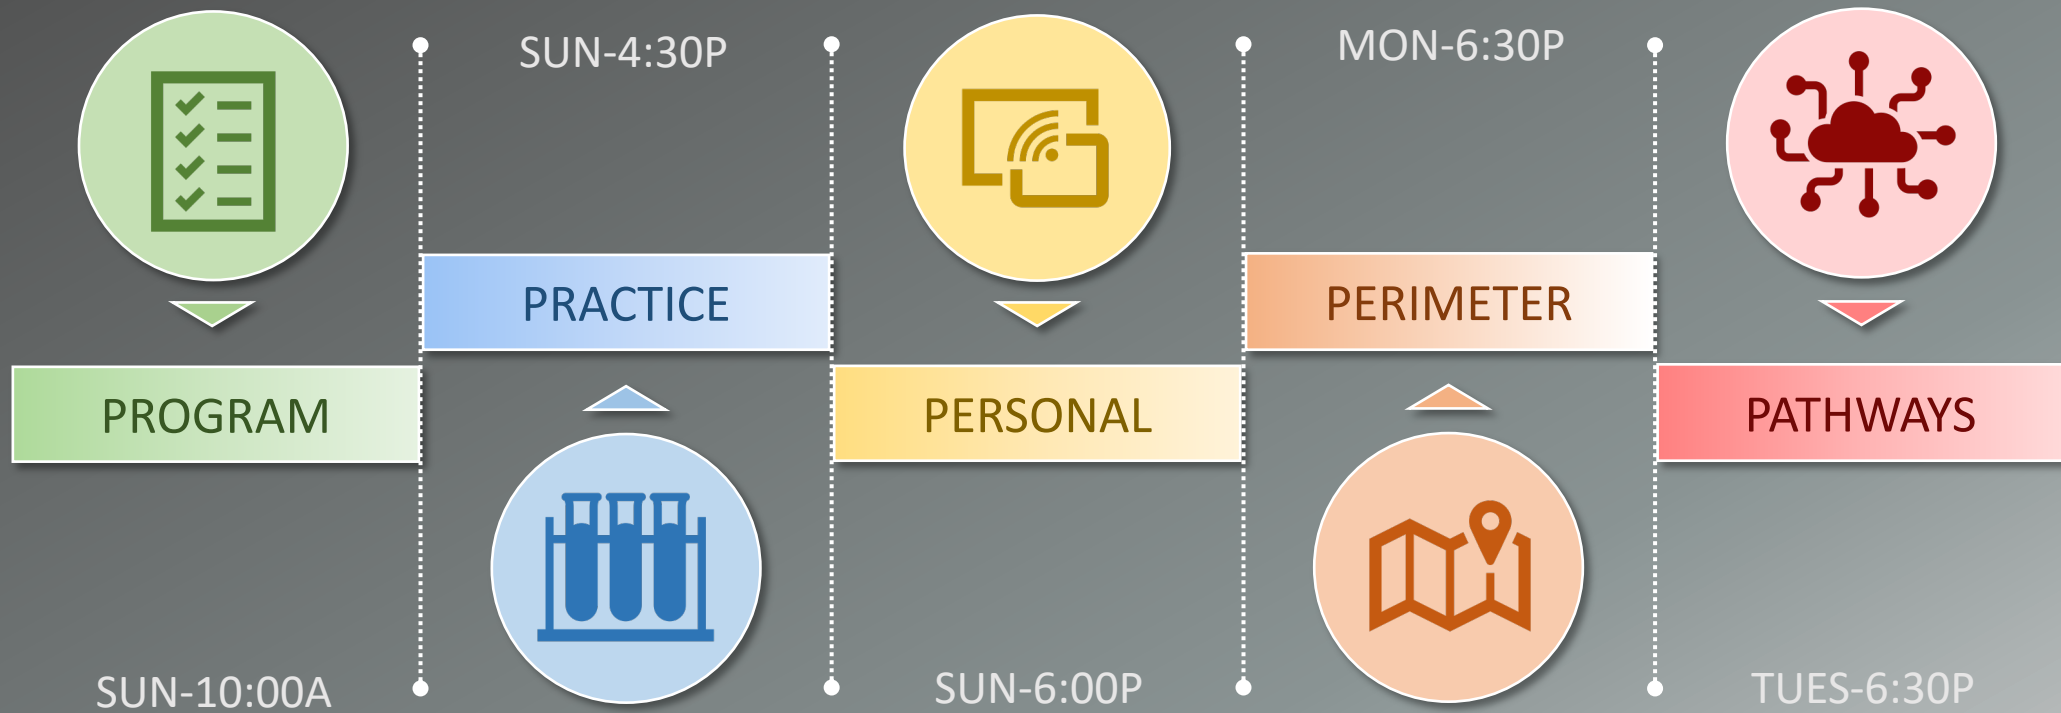 SUN-4:30P
MON-6:30P
PRACTICE
PERIMETER
PROGRAM
PERSONAL
PATHWAYS
SUN-10:00A
SUN-6:00P
TUES-6:30P